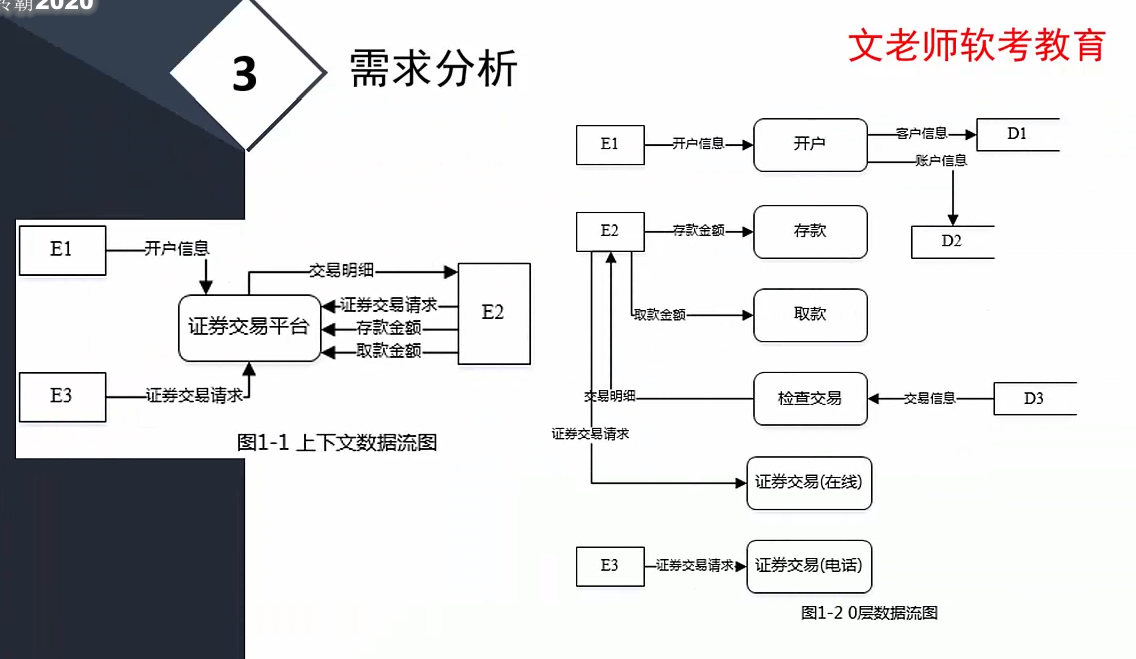 2020
3
需求分析
文老师软考教育
E1
开户信息
交易明细
证券交易请求
存款金额
取款金额
E2
证券交易平台
E3
证券交易请求
图1-1 上下文数据流图
E1
开户信息
开户
客户信息
D1
账户信息
D2
E2
存款金额
存款
取款金额
取款
交易明细
检查交易
交易信息
D3
证券交易请求
证券交易(在线)
E3
证券交易请求
证券交易(电话)
图1-2 0层数据流图